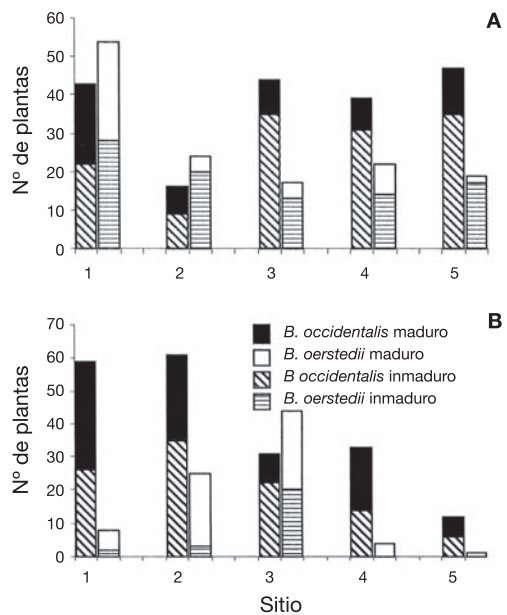 A
Nº de plantas
60
50
40
30
20
10
0
1 2 3 4 5
B
Nº de plantas
70
60
50
40
30
20
10
0
B. occidentalis maduro
B. oerstedii maduro
B occidentalis inmaduro
B. oerstedii inmaduro
1 2 3 4 5
Sitio